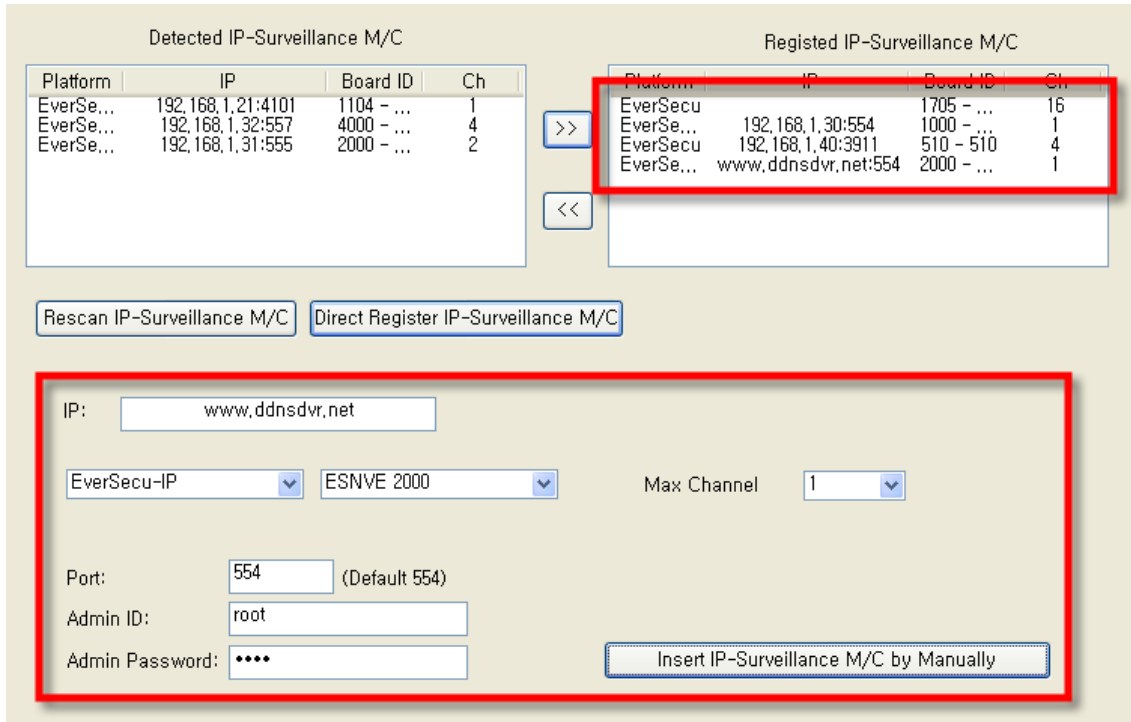 Detected IP-Surveillance M/C
Platform IP Board ID Ch
EverSe... 192,168,1,21:4101 1104 - ... 1
EverSe... 192,168,1,32:557 4000 - ... 4
EverSe... 192,168,1,31:555 2000 - ... 2
>>
<<
Registed IP-Surveillance M/C
Platform IP Board ID Ch
EverSecu 1705 - ... 16
EverSe... 192,168,1,30:554 1000 - ... 1
EverSecu 192,168,1,40:3911 510 - 510 4
EverSe... www,ddnsdvr,net:554 2000 - ... 1
Rescan IP-Surveillance M/C Direct Register IP-Surveillance M/C
IP: www,ddnsdvr,net
EverSecu-IP ESNVE 2000 Max Channel 1
Port: 554 (Default 554)
Admin ID: root
Admin Password: ••••
Insert IP-Surveillance M/C by Manually